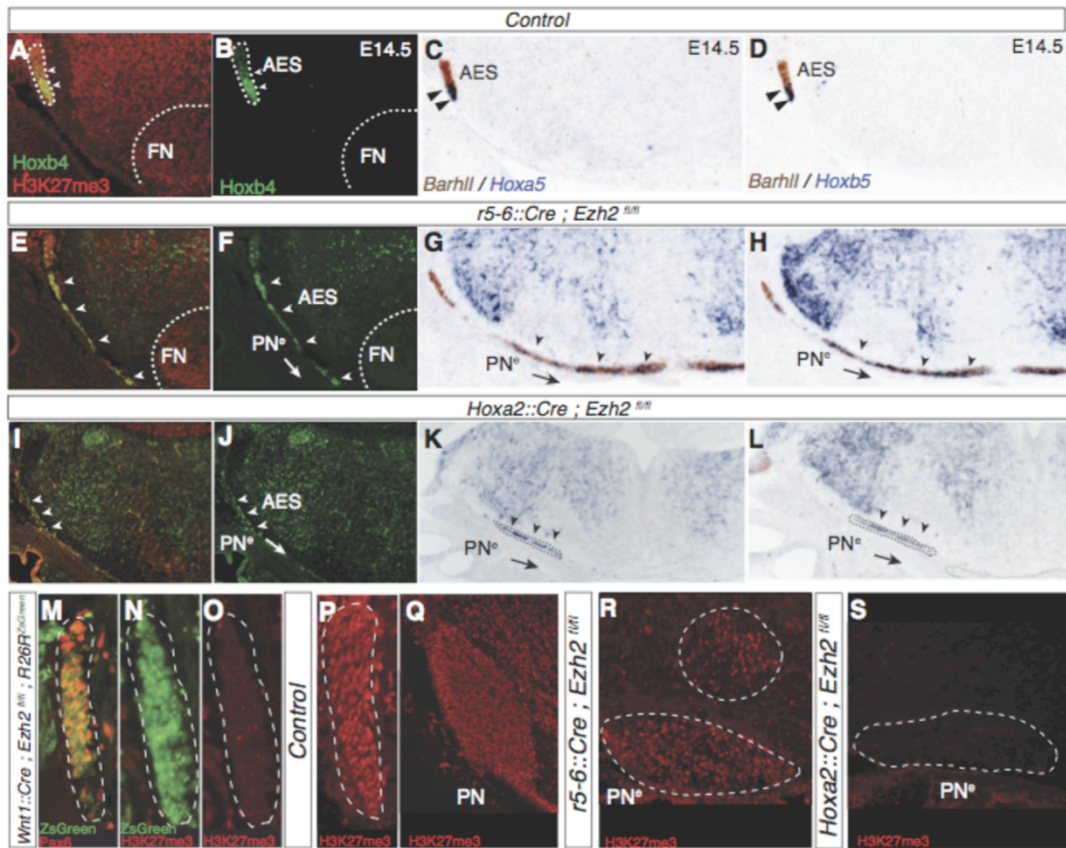 Control
A
B
E14.5
AES
FN
FN
Hoxb4
H3K27me3
Hoxb4
C
E14.5
AES
BarhlI / Hoxa5
D
E14.5
AES
BarhlI / Hoxb5
r5-6::Cre ; Ezh2 fl/fl
E
F
G
H
AES
PNe
FN
FN
PNe
PNe
Hoxa2::Cre ; Ezh2 fl/fl
I
J
K
L
AES
PNe
PNe
PNe
Wnt1::Cre ; Ezh2 fl/fl ; R26R ZsGreen
M
ZsGreen
Pax6
N
ZsGreen
H3K27me3
O
H3K27me3
Control
P
H3K27me3
Q
PN
H3K27me3
r5-6::Cre ; Ezh2 fl/fl
R
PNe
H3K27me3
Hoxa2::Cre ; Ezh2 fl/fl
S
PNe
H3K27me3